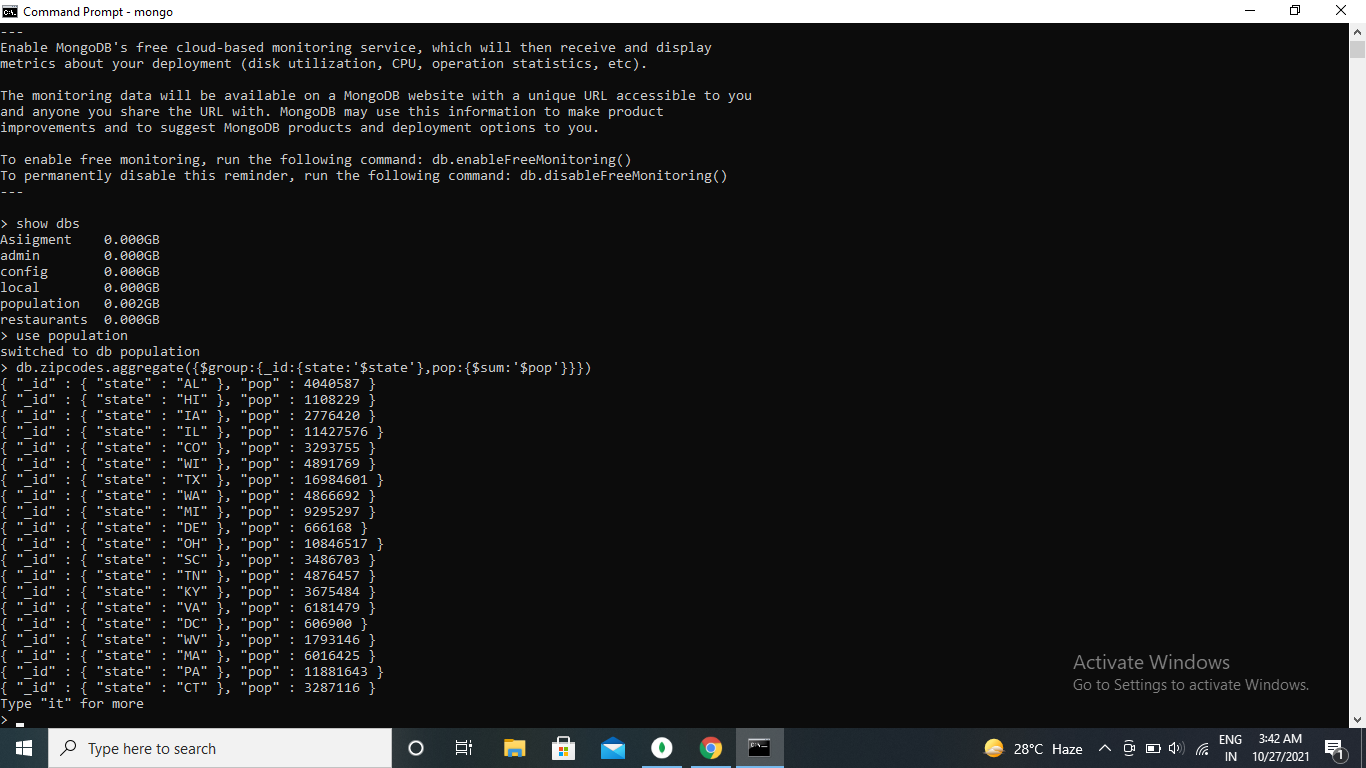 Command Prompt - mongo
---
Enable MongoDB's free cloud-based monitoring service, which will then receive and display
metrics about your deployment (disk utilization, CPU, operation statistics, etc).
The monitoring data will be available on a MongoDB website with a unique URL accessible to you
and anyone you share the URL with. MongoDB may use this information to make product
improvements and to suggest MongoDB products and deployment options to you.
To enable free monitoring, run the following command: db.enableFreeMonitoring()
To permanently disable this reminder, run the following command: db.disableFreeMonitoring()
---
> show dbs
Asiigment    0.000GB
admin        0.000GB
config       0.000GB
local        0.000GB
population   0.002GB
restaurants  0.000GB
> use population
switched to db population
> db.zipcodes.aggregate({$group:{_id:{state:'$state'},pop:{$sum:'$pop'}}})
{ "_id" : { "state" : "AL" }, "pop" : 4040587 }
{ "_id" : { "state" : "HI" }, "pop" : 1108229 }
{ "_id" : { "state" : "IA" }, "pop" : 2776420 }
{ "_id" : { "state" : "IL" }, "pop" : 11427576 }
{ "_id" : { "state" : "CO" }, "pop" : 3293755 }
{ "_id" : { "state" : "WI" }, "pop" : 4891769 }
{ "_id" : { "state" : "TX" }, "pop" : 16984601 }
{ "_id" : { "state" : "WA" }, "pop" : 4866692 }
{ "_id" : { "state" : "MI" }, "pop" : 9295297 }
{ "_id" : { "state" : "DE" }, "pop" : 666168 }
{ "_id" : { "state" : "OH" }, "pop" : 10846517 }
{ "_id" : { "state" : "SC" }, "pop" : 3486703 }
{ "_id" : { "state" : "TN" }, "pop" : 4876457 }
{ "_id" : { "state" : "KY" }, "pop" : 3675484 }
{ "_id" : { "state" : "VA" }, "pop" : 6181479 }
{ "_id" : { "state" : "DC" }, "pop" : 606900 }
{ "_id" : { "state" : "WV" }, "pop" : 1793146 }
{ "_id" : { "state" : "MA" }, "pop" : 6016425 }
{ "_id" : { "state" : "PA" }, "pop" : 11881643 }
{ "_id" : { "state" : "CT" }, "pop" : 3287116 }
Type "it" for more
>
Activate Windows
Go to Settings to activate Windows.
Type here to search
28°C Haze
ENG
IN
3:42 AM
10/27/2021
1